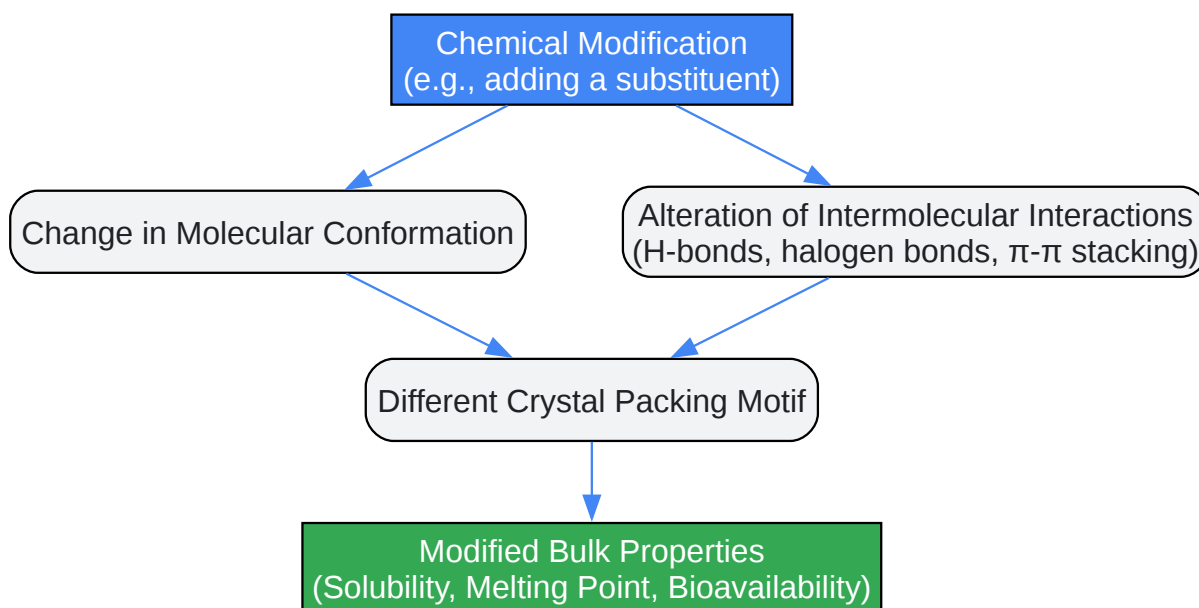 Chemical Modification
(e.g., adding a substituent)
Change in Molecular Conformation
Alteration of Intermolecular Interactions
(H-bonds, halogen bonds, π-π stacking)
Different Crystal Packing Motif
Modified Bulk Properties
(Solubility, Melting Point, Bioavailability)